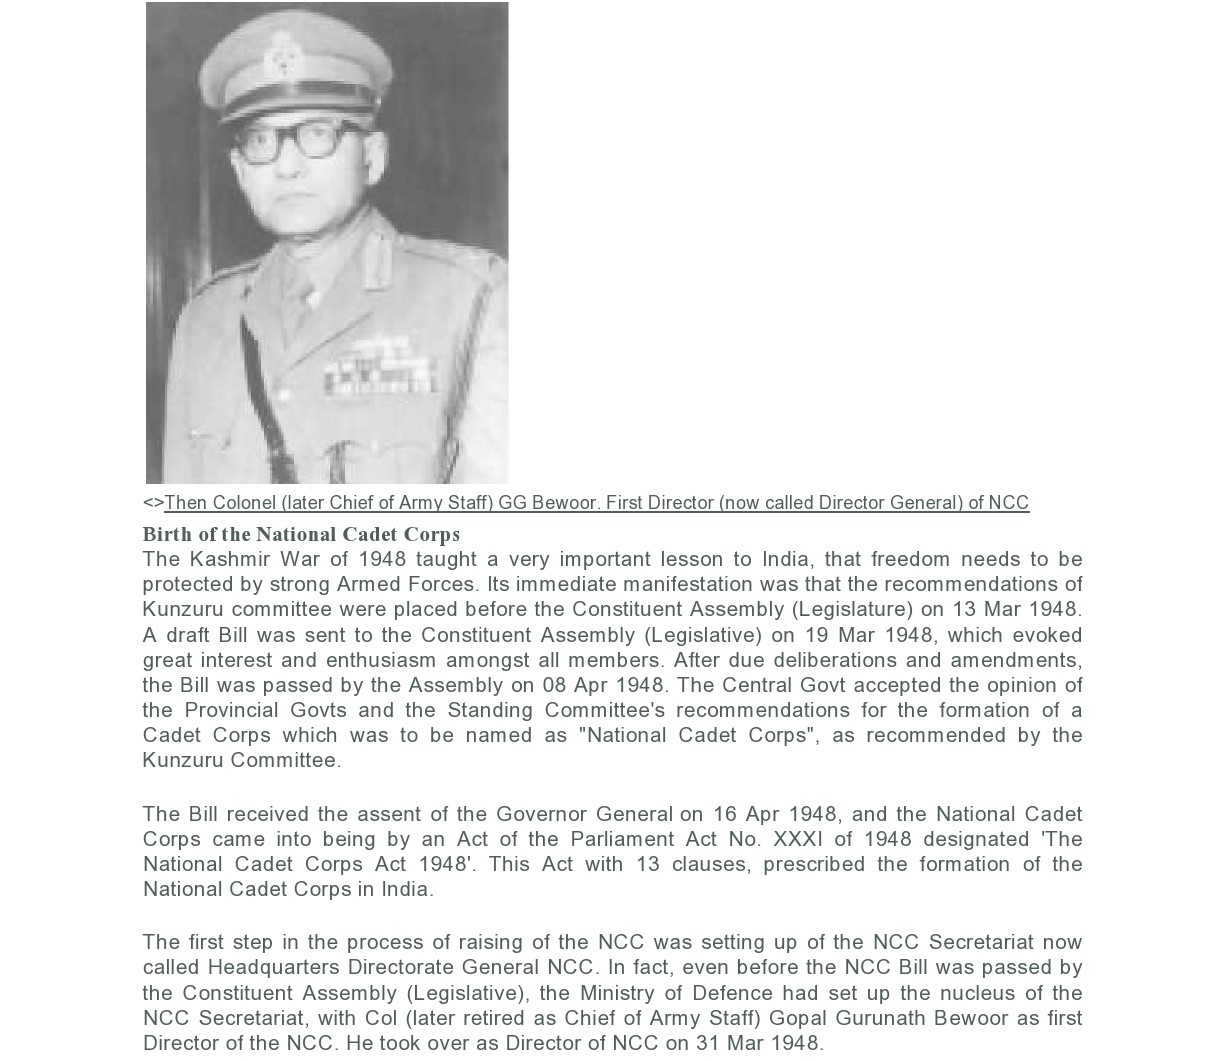 <>Then Colonel (later Chief of Army Staff) GG Bewoor. First Director (now called Director General) of NCC
Birth of the National Cadet Corps
The Kashmir War of 1948 taught a very important lesson to India, that freedom needs to be
protected by strong Armed Forces. Its immediate manifestation was that the recommendations of
Kunzuru committee were placed before the Constituent Assembly (Legislature) on 13 Mar 1948.
A draft Bill was sent to the Constituent Assembly (Legislative) on 19 Mar 1948, which evoked
great interest and enthusiasm amongst all members. After due deliberations and amendments,
the Bill was passed by the Assembly on 08 Apr 1948. The Central Govt accepted the opinion of
the Provincial Govts and the Standing Committee's recommendations for the formation of a
Cadet Corps which was to be named as "National Cadet Corps", as recommended by the
Kunzuru Committee.
The Bill received the assent of the Governor General on 16 Apr 1948, and the National Cadet
Corps came into being by an Act of the Parliament Act No. XXXI of 1948 designated 'The
National Cadet Corps Act 1948'. This Act with 13 clauses, prescribed the formation of the
National Cadet Corps in India.
The first step in the process of raising of the NCC was setting up of the NCC Secretariat now
called Headquarters Directorate General NCC. In fact, even before the NCC Bill was passed by
the Constituent Assembly (Legislative), the Ministry of Defence had set up the nucleus of the
NCC Secretariat, with Col (later retired as Chief of Army Staff) Gopal Gurunath Bewoor as first
Director of the NCC. He took over as Director of NCC on 31 Mar 1948.